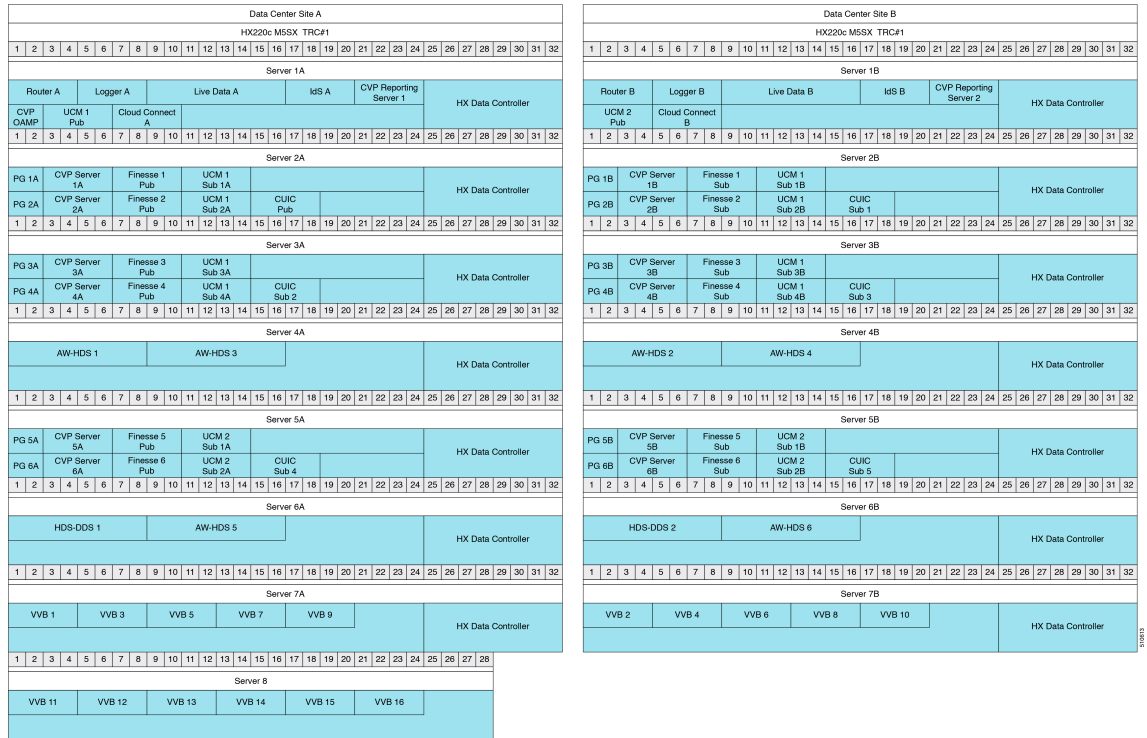 Data Center Site A
HX220c M5SX TRC#1
1 2 3 4 5 6 7 8 9 10 11 12 13 14 15 16 17 18 19 20 21 22 23 24 25 26 27 28 29 30 31 32
Server 1A
Router A Logger A Live Data A IdS A CVP Reporting
Server 1
HX Data Controller
CVP
OAMP
UCM 1
Pub
Cloud Connect
A
1 2 3 4 5 6 7 8 9 10 11 12 13 14 15 16 17 18 19 20 21 22 23 24 25 26 27 28 29 30 31 32
Server 2A
PG 1A
CVP Server
1A
Finesse 1
Pub
UCM 1
Sub 1A
HX Data Controller
PG 2A
CVP Server
2A
Finesse 2
Pub
UCM 1
Sub 2A
CUIC
Pub
1 2 3 4 5 6 7 8 9 10 11 12 13 14 15 16 17 18 19 20 21 22 23 24 25 26 27 28 29 30 31 32
Server 3A
PG 3A
CVP Server
3A
Finesse 3
Pub
UCM 1
Sub 3A
HX Data Controller
PG 4A
CVP Server
4A
Finesse 4
Pub
UCM 1
Sub 4A
CUIC
Sub 2
1 2 3 4 5 6 7 8 9 10 11 12 13 14 15 16 17 18 19 20 21 22 23 24 25 26 27 28 29 30 31 32
Server 4A
AW-HDS 1 AW-HDS 3
HX Data Controller
1 2 3 4 5 6 7 8 9 10 11 12 13 14 15 16 17 18 19 20 21 22 23 24 25 26 27 28 29 30 31 32
Server 5A
PG 5A
CVP Server
5A
Finesse 5
Pub
UCM 2
Sub 1A
HX Data Controller
PG 6A
CVP Server
6A
Finesse 6
Pub
UCM 2
Sub 2A
CUIC
Sub 4
1 2 3 4 5 6 7 8 9 10 11 12 13 14 15 16 17 18 19 20 21 22 23 24 25 26 27 28 29 30 31 32
Server 6A
HDS-DDS 1 AW-HDS 5
HX Data Controller
1 2 3 4 5 6 7 8 9 10 11 12 13 14 15 16 17 18 19 20 21 22 23 24 25 26 27 28 29 30 31 32
Server 7A
VVB 1 VVB 3 VVB 5 VVB 7 VVB 9
HX Data Controller
1 2 3 4 5 6 7 8 9 10 11 12 13 14 15 16 17 18 19 20 21 22 23 24 25 26 27 28
Server 8
VVB 11 VVB 12 VVB 13 VVB 14 VVB 15 VVB 16
Data Center Site B
HX220c M5SX TRC#1
1 2 3 4 5 6 7 8 9 10 11 12 13 14 15 16 17 18 19 20 21 22 23 24 25 26 27 28 29 30 31 32
Server 1B
Router B Logger B Live Data B IdS B CVP Reporting
Server 2
HX Data Controller
UCM 2
Pub
Cloud Connect
B
1 2 3 4 5 6 7 8 9 10 11 12 13 14 15 16 17 18 19 20 21 22 23 24 25 26 27 28 29 30 31 32
Server 2B
PG 1B
CVP Server
1B
Finesse 1
Sub
UCM 1
Sub 1B
HX Data Controller
PG 2B
CVP Server
2B
Finesse 2
Sub
UCM 1
Sub 2B
CUIC
Sub 1
1 2 3 4 5 6 7 8 9 10 11 12 13 14 15 16 17 18 19 20 21 22 23 24 25 26 27 28 29 30 31 32
Server 3B
PG 3B
CVP Server
3B
Finesse 3
Sub
UCM 1
Sub 3B
HX Data Controller
PG 4B
CVP Server
4B
Finesse 4
Sub
UCM 1
Sub 4B
CUIC
Sub 3
1 2 3 4 5 6 7 8 9 10 11 12 13 14 15 16 17 18 19 20 21 22 23 24 25 26 27 28 29 30 31 32
Server 4B
AW-HDS 2 AW-HDS 4
HX Data Controller
1 2 3 4 5 6 7 8 9 10 11 12 13 14 15 16 17 18 19 20 21 22 23 24 25 26 27 28 29 30 31 32
Server 5B
PG 5B
CVP Server
5B
Finesse 5
Sub
UCM 2
Sub 1B
HX Data Controller
PG 6B
CVP Server
6B
Finesse 6
Sub
UCM 2
Sub 2B
CUIC
Sub 5
1 2 3 4 5 6 7 8 9 10 11 12 13 14 15 16 17 18 19 20 21 22 23 24 25 26 27 28 29 30 31 32
Server 6B
HDS-DDS 2 AW-HDS 6
HX Data Controller
1 2 3 4 5 6 7 8 9 10 11 12 13 14 15 16 17 18 19 20 21 22 23 24 25 26 27 28 29 30 31 32
Server 7B
VVB 2 VVB 4 VVB 6 VVB 8 VVB 10
HX Data Controller
510613